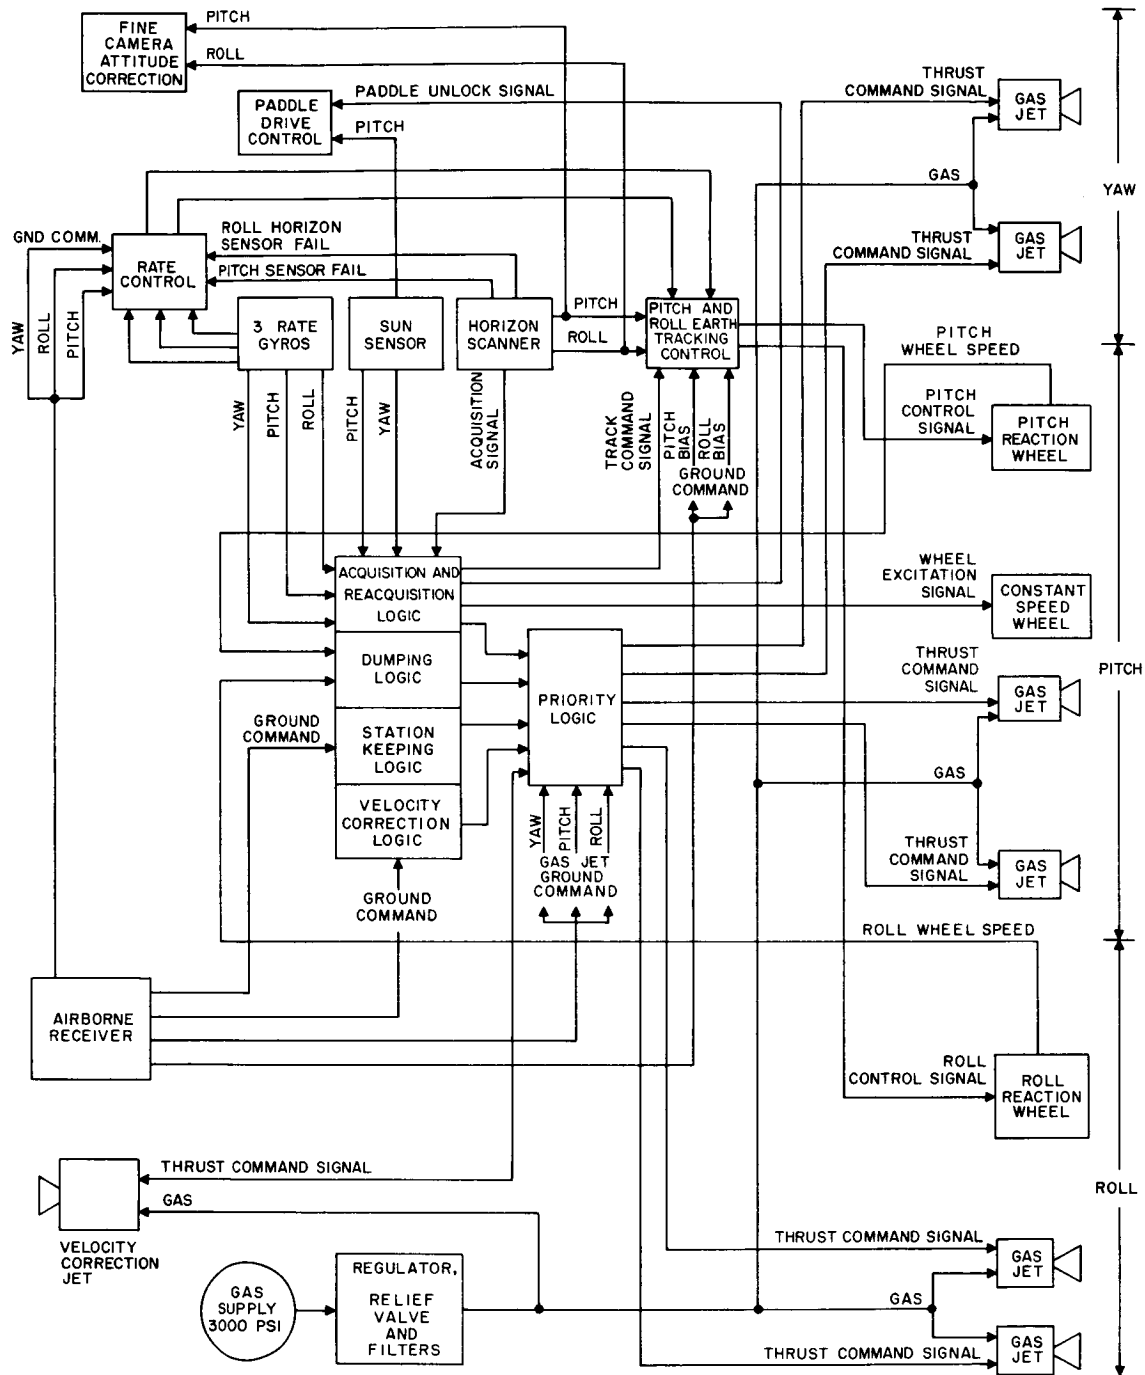 PITCH
FINE
CAMERA
ATTITUDE
CORRECTION
ROLL
PADDLE UNLOCK SIGNAL
PADDLE
DRIVE
CONTROL
PITCH
THRUST
COMMAND SIGNAL
GAS
JET
GAS
YAW
THRUST
COMMAND SIGNAL
GAS
JET
GND COMM.
ROLL HORIZON
SENSOR FAIL
PITCH SENSOR FAIL
RATE
CONTROL
YAW
ROLL
PITCH
3 RATE
GYROS
SUN
SENSOR
HORIZON
SCANNER
PITCH
ROLL
PITCH AND
ROLL EARTH
TRACKING
CONTROL
PITCH
WHEEL SPEED
PITCH
CONTROL
SIGNAL
PITCH
REACTION
WHEEL
YAW
PITCH
ROLL
PITCH
YAW
ACQUISITION
SIGNAL
TRACK
COMMAND
SIGNAL
PITCH
BIAS
ROLL
BIAS
GROUND
COMMAND
ACQUISITION AND
REACQUISITION
LOGIC
WHEEL
EXCITATION
SIGNAL
CONSTANT
SPEED
WHEEL
DUMPING
LOGIC
PRIORITY
LOGIC
THRUST
COMMAND
SIGNAL
GAS
JET
PITCH
GROUND
COMMAND
STATION
KEEPING
LOGIC
GAS
VELOCITY
CORRECTION
LOGIC
YAW
PITCH
ROLL
GAS JET
GROUND
COMMAND
THRUST
COMMAND
SIGNAL
GAS
JET
GROUND
COMMAND
ROLL WHEEL SPEED
AIRBORNE
RECEIVER
ROLL
CONTROL SIGNAL
ROLL
REACTION
WHEEL
THRUST COMMAND SIGNAL
GAS
ROLL
VELOCITY
CORRECTION
JET
THRUST COMMAND SIGNAL
GAS
JET
GAS
SUPPLY
3000 PSI
REGULATOR,
RELIEF
VALVE
AND
FILTERS
GAS
THRUST COMMAND SIGNAL
GAS
JET